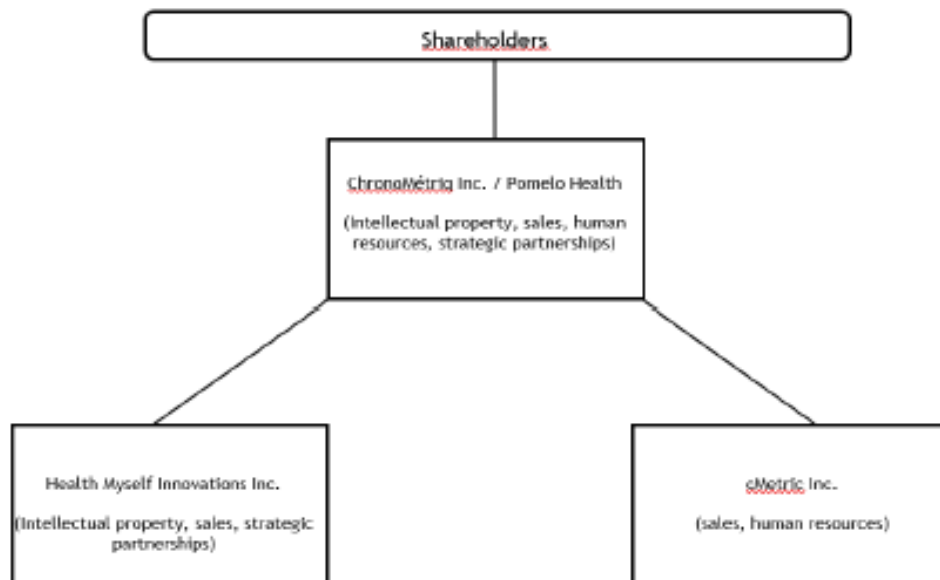 Shareholders
ChronoMétriq Inc. / Pomelo Health
(Intellectual property, sales, human
resources, strategic partnerships)
Health Myself Innovations Inc.
(Intellectual property, sales, strategic
partnerships)
cMetric Inc.
(sales, human resources)